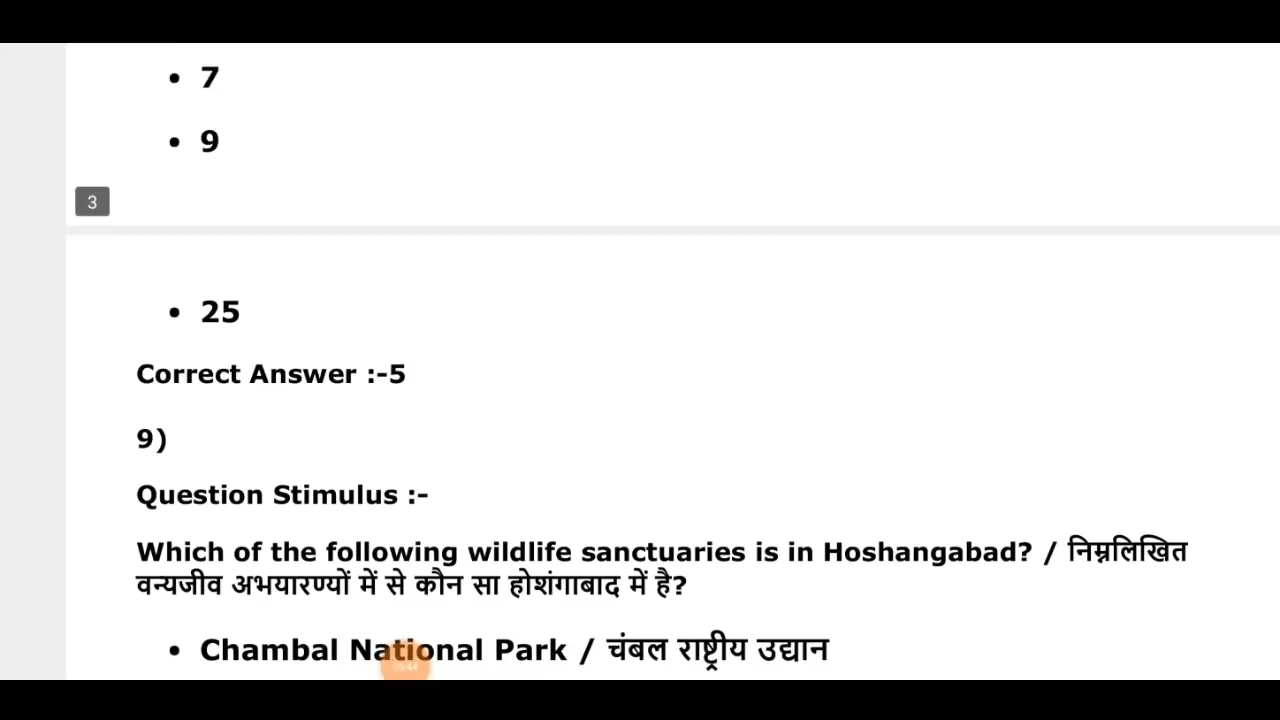 • 7
• 9
3
• 25
Correct Answer :-5
9)
Question Stimulus :-
Which of the following wildlife sanctuaries is in Hoshangabad? / निम्नलिखित
वन्यजीव अभयारण्यों में से कौन सा होशंगाबाद में है?
• Chambal National Park / चंबल राष्ट्रीय उद्यान